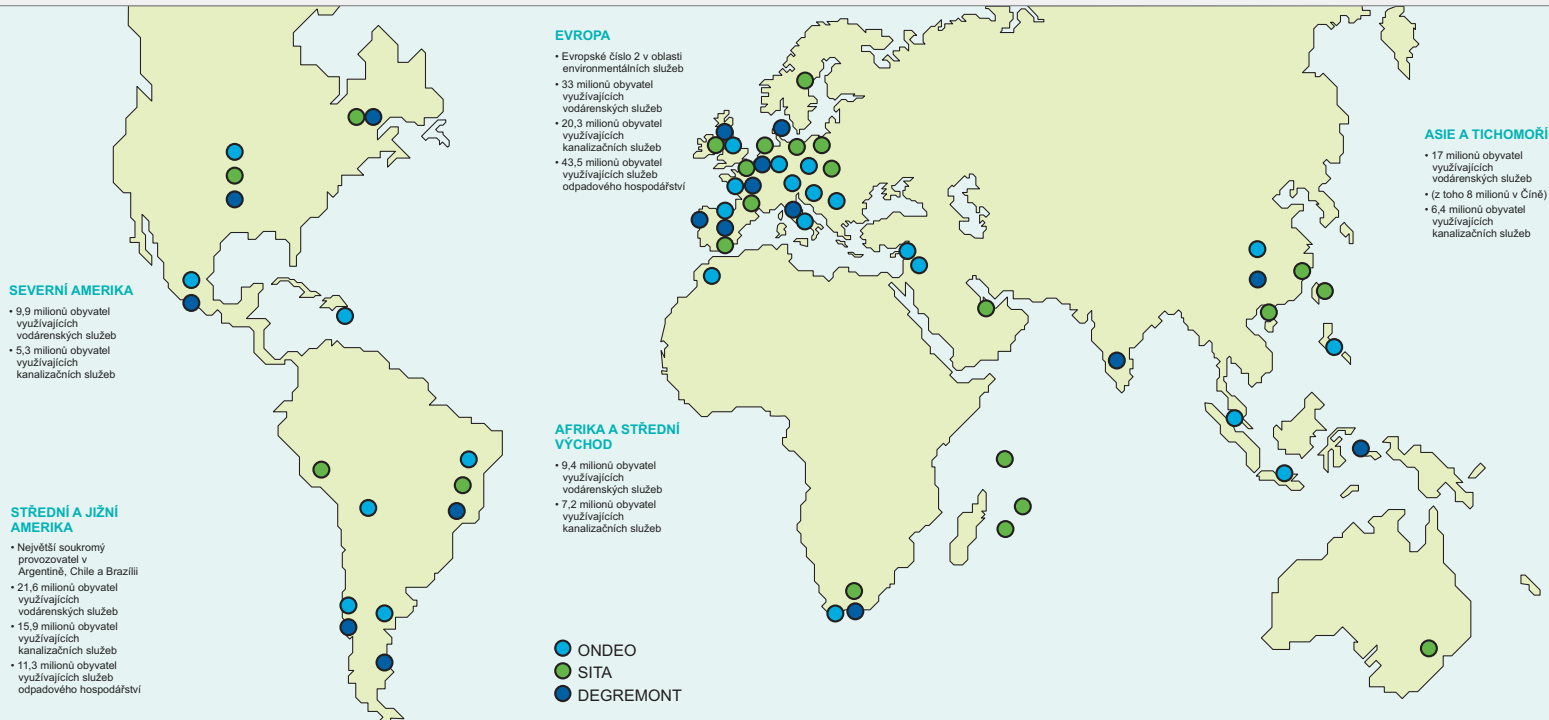 EVROPA
• Evropské číslo 2 v oblasti
environmentálních služeb
• 33 milionů obyvatel
využívajících
vodárenských služeb
• 20,3 milionů obyvatel
využívajících
kanalizačních služeb
• 43,5 milionů obyvatel
využívajících služeb
odpadového hospodářství
ASIE A TICHOMOŘÍ
• 17 milionů obyvatel
využívajících
vodárenských služeb
• (z toho 8 milionů v Číně)
• 6,4 milionů obyvatel
využívajících
kanalizačních služeb
SEVERNÍ AMERIKA
• 9,9 milionů obyvatel
využívajících
vodárenských služeb
• 5,3 milionů obyvatel
využívajících
kanalizačních služeb
AFRIKA A STŘEDNÍ
VÝCHOD
• 9,4 milionů obyvatel
využívajících
vodárenských služeb
• 7,2 milionů obyvatel
využívajících
kanalizačních služeb
STŘEDNÍ A JIŽNÍ
AMERIKA
• Největší soukromý
provozovatel v
Argentině, Chile a Brazílii
• 21,6 milionů obyvatel
využívajících
vodárenských služeb
• 15,9 milionů obyvatel
využívajících
kanalizačních služeb
• 11,3 milionů obyvatel
využívajících služeb
odpadového hospodářství
ONDEO
SITA
DEGREMONT